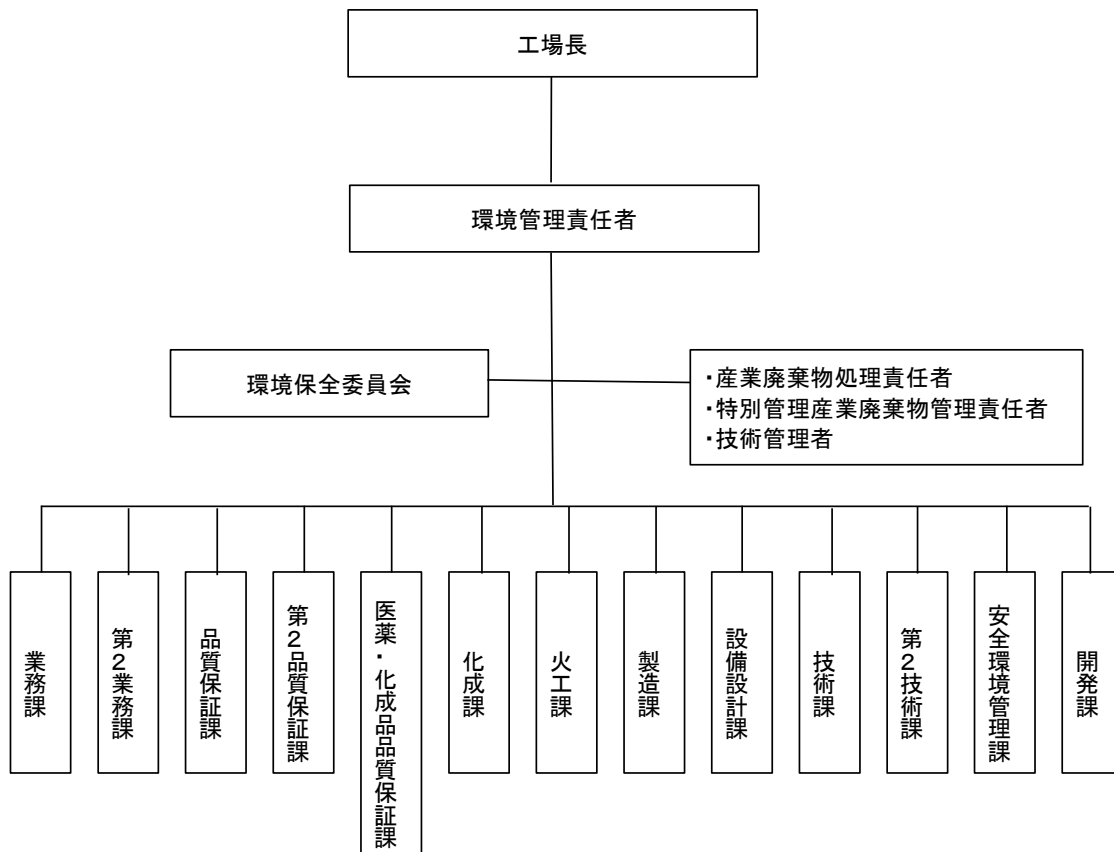 工場長
環境管理責任者
環境保全委員会
・産業廃棄物処理責任者
・特別管理産業廃棄物管理責任者
・技術管理者
業務課
第2業務課
品質保証課
第2品質保証課
医薬・化成品品質保証課
化成課
火工課
製造課
設備設計課
技術課
第2技術課
安全環境管理課
開発課